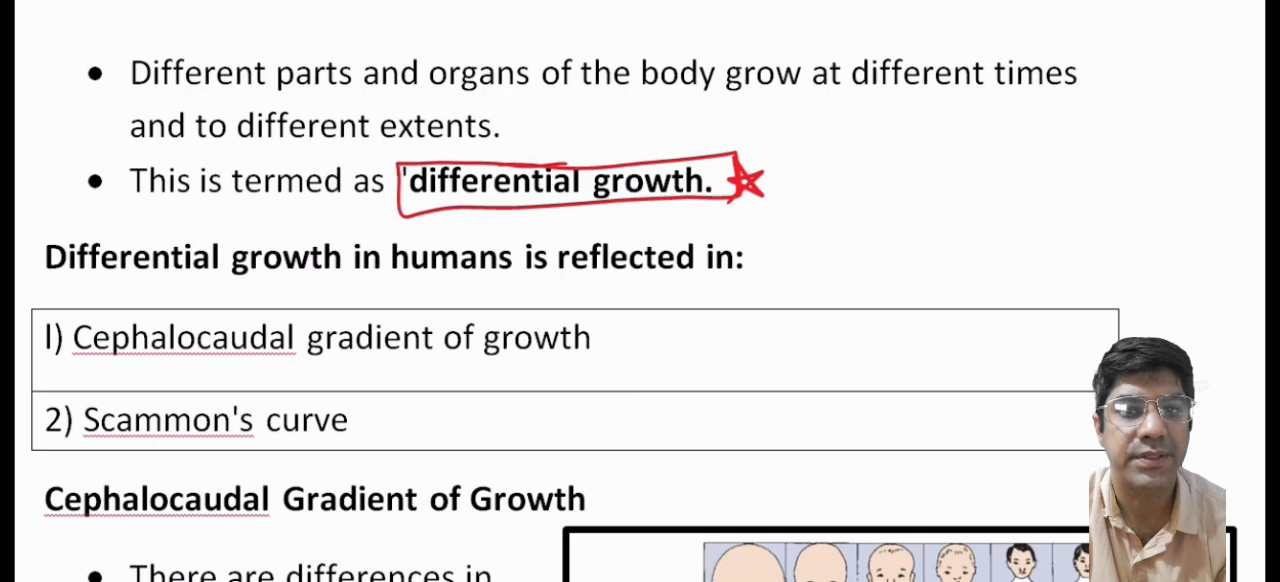 • Different parts and organs of the body grow at different times
and to different extents.
• This is termed as 'differential growth.
Differential growth in humans is reflected in:
l) Cephalocaudal gradient of growth
2) Scammon's curve
Cephalocaudal Gradient of Growth
• There are differences in